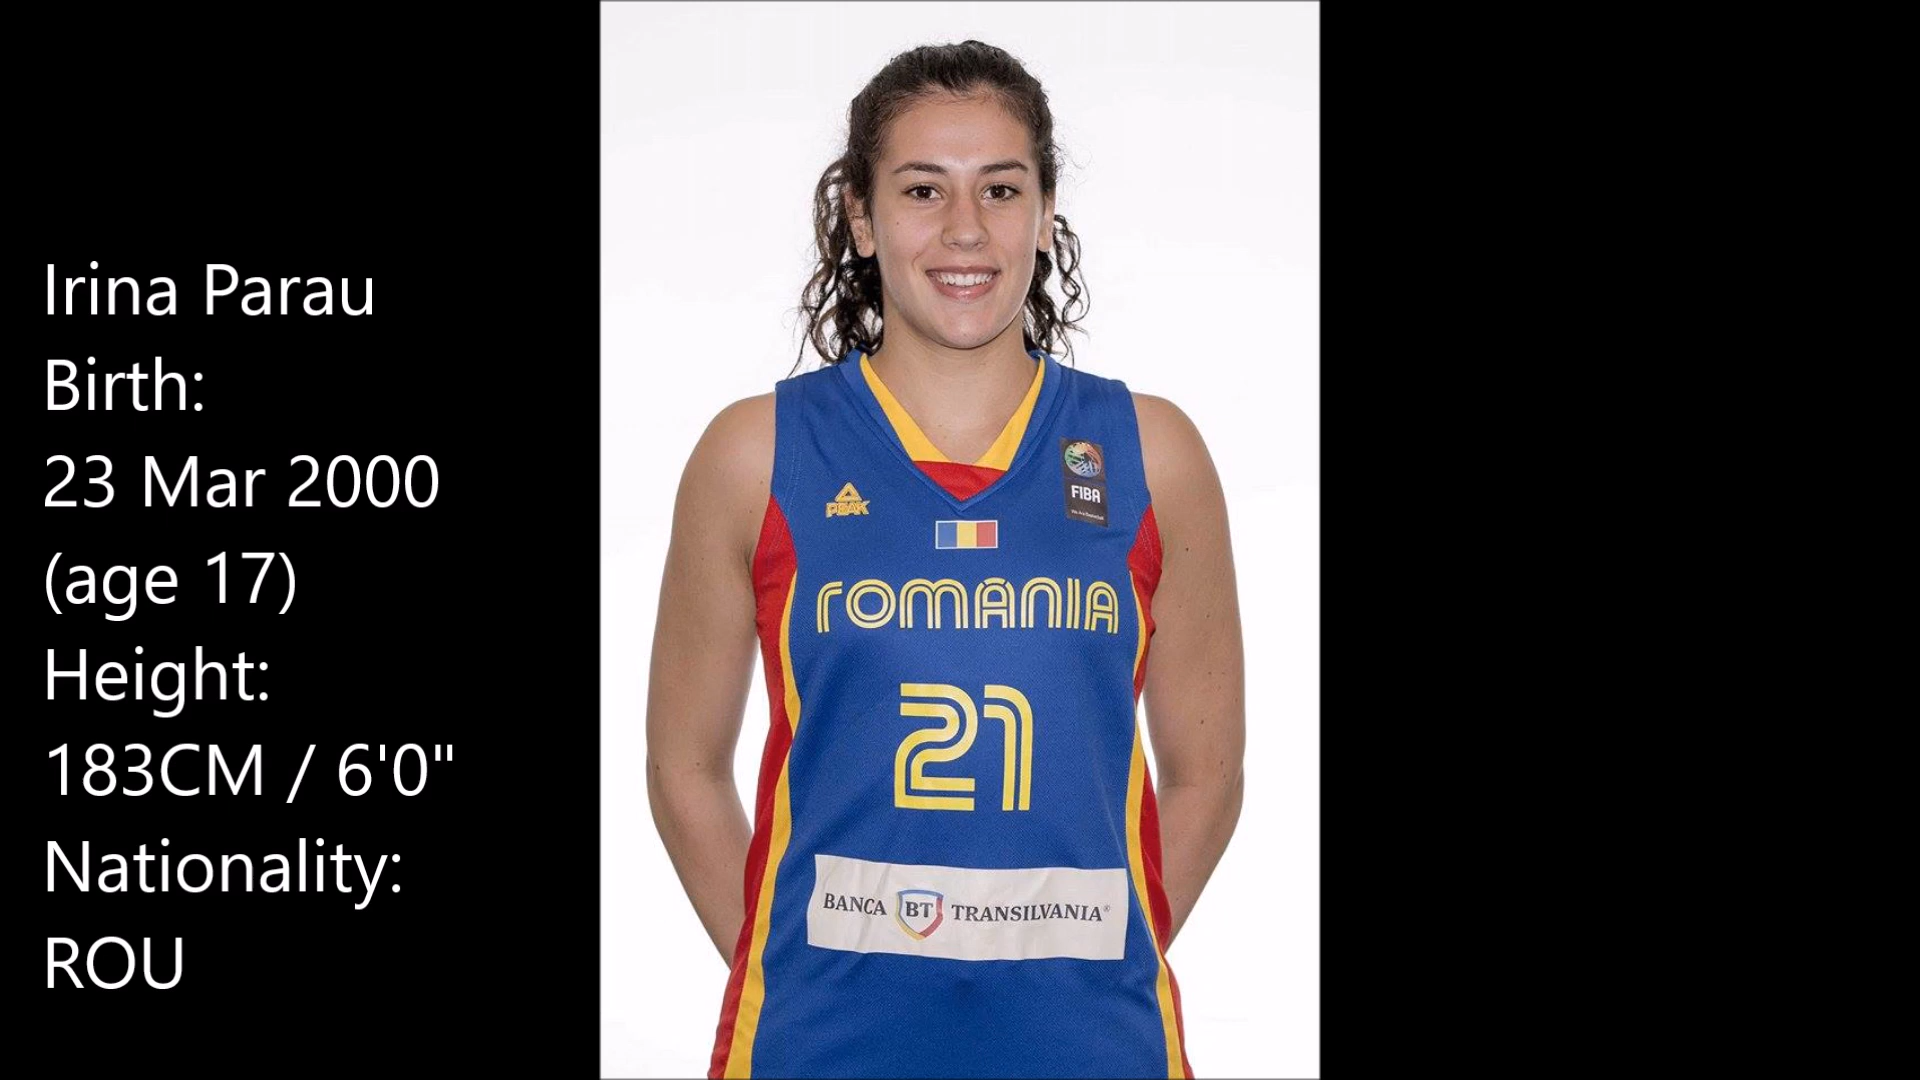 Irina Parau
Birth:
23 Mar 2000
(age 17)
Height:
183CM / 6'0"
Nationality:
ROU
PEAK
FIBA
ROMÂNIA
21
BANCA BT TRANSILVANIA®